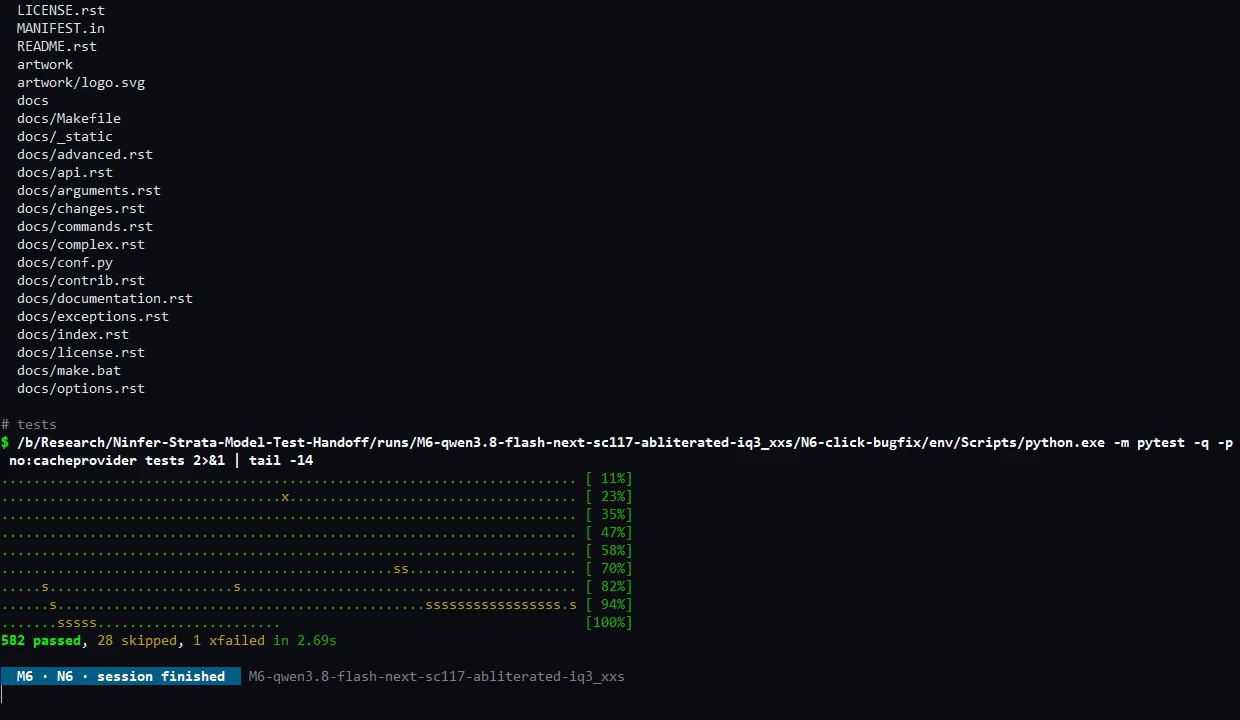 LICENSE.rst
MANIFEST.in
README.rst
artwork
artwork/logo.svg
docs
docs/Makefile
docs/_static
docs/advanced.rst
docs/api.rst
docs/arguments.rst
docs/changes.rst
docs/commands.rst
docs/complex.rst
docs/conf.py
docs/contrib.rst
docs/documentation.rst
docs/exceptions.rst
docs/index.rst
docs/license.rst
docs/make.bat
docs/options.rst
# tests
$ /b/Research/Ninfer-Strata-Model-Test-Handoff/runs/M6-qwen3.8-flash-next-sc117-abliterated-iq3_xxs/N6-click-bugfix/env/Scripts/python.exe -m pytest -q -p
no:cacheprovider tests 2>&1 | tail -14
........................................................................ [ 11%]
...................................x.................................... [ 23%]
........................................................................ [ 35%]
........................................................................ [ 47%]
........................................................................ [ 58%]
.................................................ss..................... [ 70%]
.....s.......................s.......................................... [ 82%]
......s..............................................sssssssssssssssss.s [ 94%]
.......sssss.......................                                      [100%]
582 passed, 28 skipped, 1 xfailed in 2.69s
M6 · N6 · session finished M6-qwen3.8-flash-next-sc117-abliterated-iq3_xxs